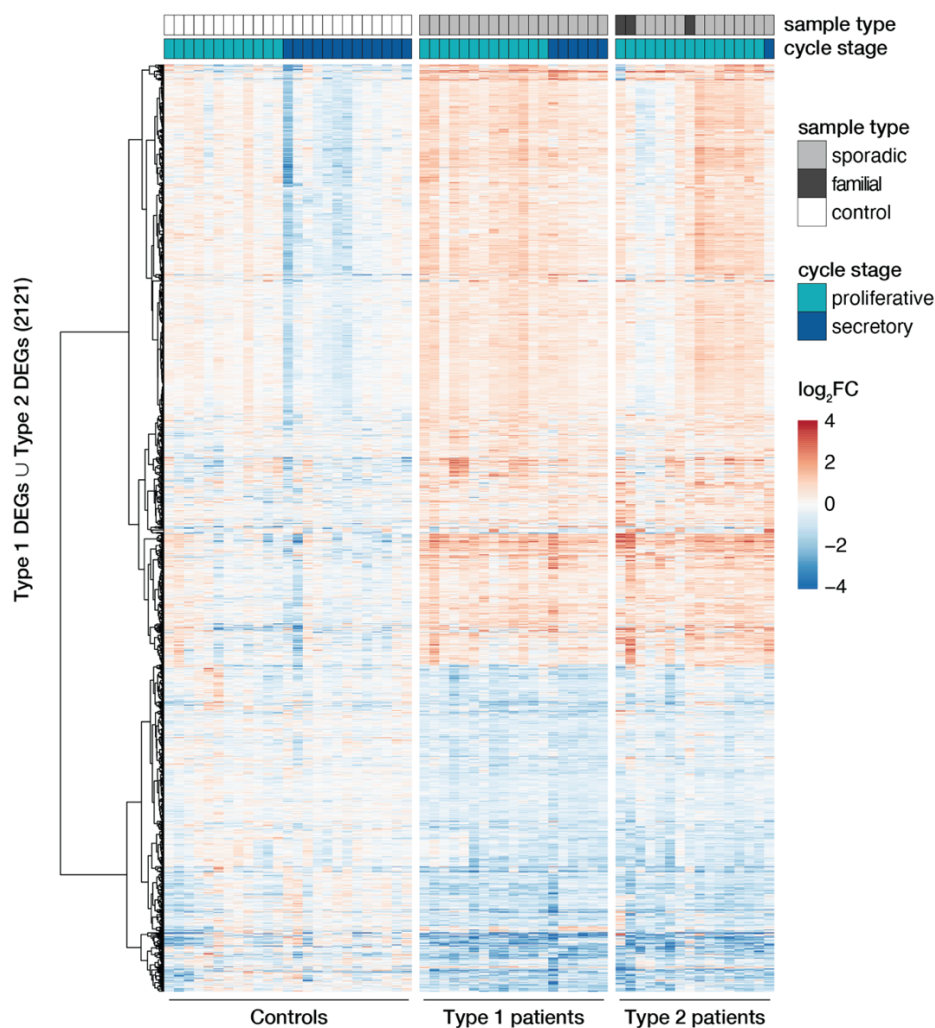 sample type
cycle stage
sample type
sporadic
familial
control
cycle stage
proliferative
secretory
log₂FC
4
2
0
−2
−4
Type 1 DEGs ∪ Type 2 DEGs (2121)
Controls
Type 1 patients
Type 2 patients